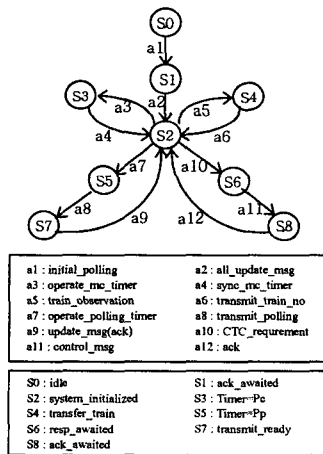 S0
a1
S1
S3
a3
a2
a5
S4
a4
S2
a6
a7
a10
S5
S6
a8
a9
a12
a11
S7
S8
a1 : initial_polling
a2 : all_update_msg
a3 : operate_mc_timer
a4 : sync_mc_timer
a5 : train_observation
a6 : transmit_train_no
a7 : operate_polling_timer
a8 : transmit_polling
a9 : update_msg(ack)
a10 : CTC_requrement
a11 : control_msg
a12 : ack
S0 : idle
S1 : ack_awaited
S2 : system_initialized
S3 : Timer=Pc
S4 : transfer_train
S5 : Timer=Pp
S6 : resp_awaited
S7 : transmit_ready
S8 : ack_awaited